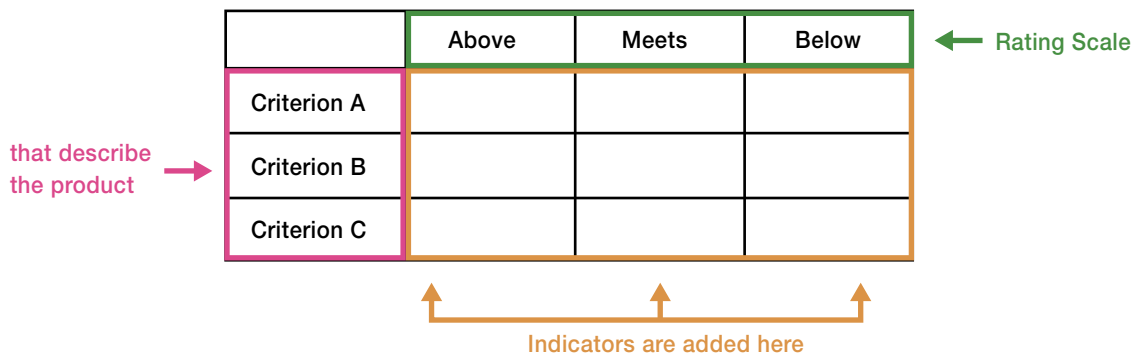 Above Meets Below
Rating Scale
Criterion A
that describe
the product
Criterion B
Criterion C
Indicators are added here